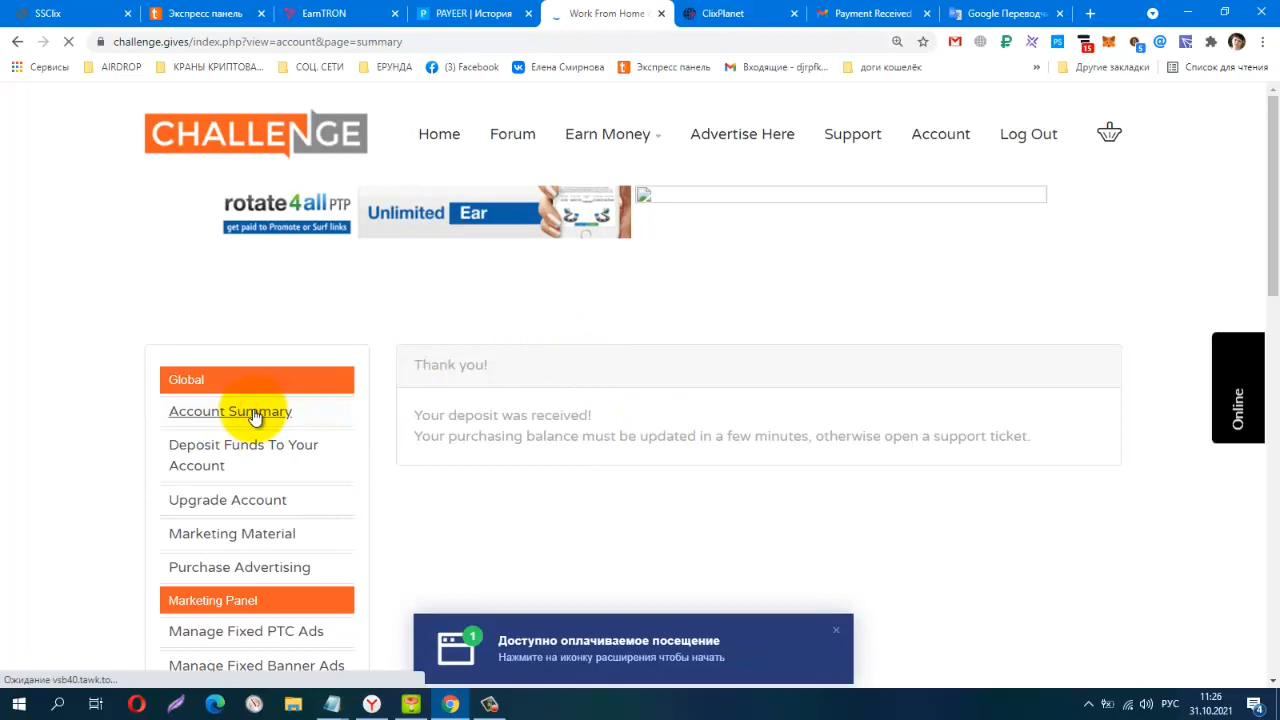 SSClix
Экспресс панель
EarnTRON
PAYEER | История
Work From Home
ClixPlanet
Payment Received
Google Перевод
challenge.gives/index.php?view=account&page=summary
15
5
Сервисы
AIRDROP
КРАНЫ КРИПТОВА...
СОЦ. СЕТИ
ЕРУНДА
(3) Facebook
Елена Смирнова
Экспресс панель
Входящие - djrpfk...
доги кошелёк
»
Другие закладки
Список для чтения
CHALLENGE
Home
Forum
Earn Money
Advertise Here
Support
Account
Log Out
rotate4all PTP
get paid to Promote or Surf links
Unlimited Ear
Online
Global
Account Summary
Deposit Funds To Your
Account
Upgrade Account
Marketing Material
Purchase Advertising
Marketing Panel
Manage Fixed PTC Ads
Manage Fixed Banner Ads
Thank you!
Your deposit was received!
Your purchasing balance must be updated in a few minutes, otherwise open a support ticket.
1
Доступно оплачиваемое посещение
Нажмите на иконку расширения чтобы начать
Ожидание vsb40.tawk.to...
РУС
11:26
31.10.2021
4